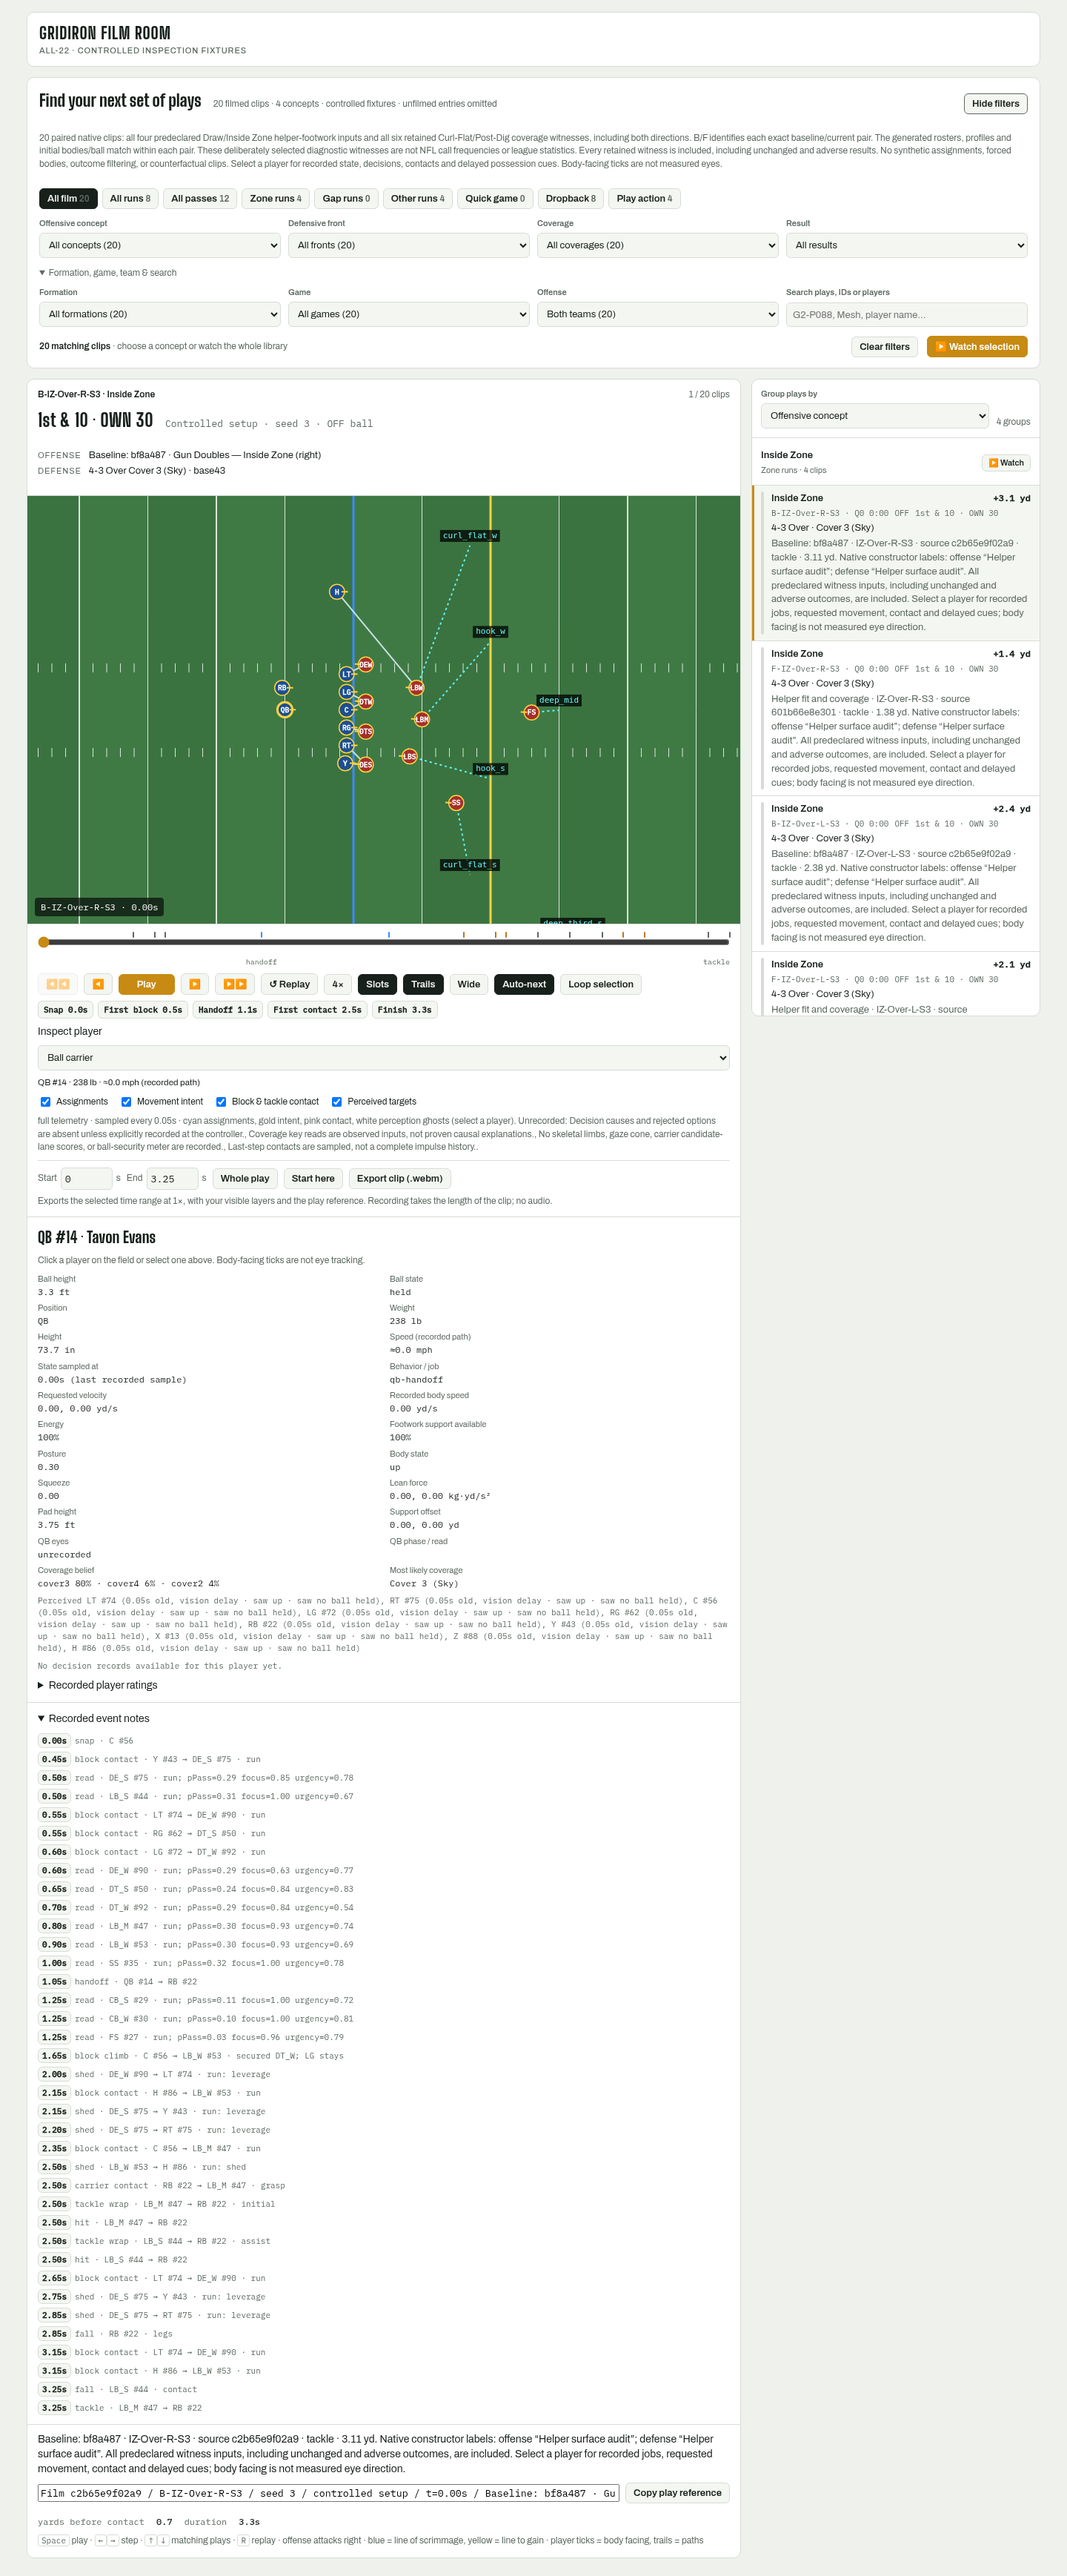 GRIDIRON FILM ROOM
ALL-22 · CONTROLLED INSPECTION FIXTURES
Find your next set of plays
20 filmed clips · 4 concepts · controlled fixtures · unfilmed entries omitted
Hide filters
20 paired native clips: all four predeclared Draw/Inside Zone helper-footwork inputs and all six retained Curl-Flat/Post-Dig coverage witnesses, including both directions. B/F identifies each exact baseline/current pair. The generated rosters, profiles and
initial bodies/ball match within each pair. These deliberately selected diagnostic witnesses are not NFL call frequencies or league statistics. Every retained witness is included, including unchanged and adverse results. No synthetic assignments, forced
bodies, outcome filtering, or counterfactual clips. Select a player for recorded state, decisions, contacts and delayed possession cues. Body-facing ticks are not measured eyes.
All film 20
All runs 8
All passes 12
Zone runs 4
Gap runs 0
Other runs 4
Quick game 0
Dropback 8
Play action 4
Offensive concept
Defensive front
Coverage
Result
All concepts (20)
All fronts (20)
All coverages (20)
All results
▼ Formation, game, team & search
Formation
Game
Offense
Search plays, IDs or players
All formations (20)
All games (20)
Both teams (20)
G2-P088, Mesh, player name...
20 matching clips · choose a concept or watch the whole library
Clear filters
▶ Watch selection
B-IZ-Over-R-S3 · Inside Zone
1 / 20 clips
1st & 10 · OWN 30
Controlled setup · seed 3 · OFF ball
OFFENSE Baseline: bf8a487 · Gun Doubles — Inside Zone (right)
DEFENSE 4-3 Over Cover 3 (Sky) · base43
curl_flat_w
H
hook_w
DEW
LT
RB
LG
LBW
DTW
deep_mid
QB
C
FS
LBM
RG
DTS
RT
LBS
Y
DES
hook_s
SS
curl_flat_s
B-IZ-Over-R-S3 · 0.00s
deep_third_s
handoff
tackle
Play
↺ Replay
4×
Slots
Trails
Wide
Auto-next
Loop selection
Snap 0.0s
First block 0.5s
Handoff 1.1s
First contact 2.5s
Finish 3.3s
Inspect player
Ball carrier
QB #14 · 238 lb · ≈0.0 mph (recorded path)
Assignments
Movement intent
Block & tackle contact
Perceived targets
full telemetry · sampled every 0.05s · cyan assignments, gold intent, pink contact, white perception ghosts (select a player). Unrecorded: Decision causes and rejected options
are absent unless explicitly recorded at the controller., Coverage key reads are observed inputs, not proven causal explanations., No skeletal limbs, gaze cone, carrier candidate-
lane scores, or ball-security meter are recorded., Last-step contacts are sampled, not a complete impulse history..
Start 0 s End 3.25 s
Whole play
Start here
Export clip (.webm)
Exports the selected time range at 1×, with your visible layers and the play reference. Recording takes the length of the clip; no audio.
QB #14 · Tavon Evans
Click a player on the field or select one above. Body-facing ticks are not eye tracking.
Ball height
Ball state
3.3 ft
held
Position
Weight
QB
238 lb
Height
Speed (recorded path)
73.7 in
≈0.0 mph
State sampled at
Behavior / job
0.00s (last recorded sample)
qb-handoff
Requested velocity
Recorded body speed
0.00, 0.00 yd/s
0.00 yd/s
Energy
Footwork support available
100%
100%
Posture
Body state
0.30
up
Squeeze
Lean force
0.00
0.00, 0.00 kg·yd/s²
Pad height
Support offset
3.75 ft
0.00, 0.00 yd
QB eyes
QB phase / read
unrecorded
Coverage belief
Most likely coverage
cover3 80% · cover4 6% · cover2 4%
Cover 3 (Sky)
Perceived LT #74 (0.05s old, vision delay · saw up · saw no ball held), RT #75 (0.05s old, vision delay · saw up · saw no ball held), C #56
(0.05s old, vision delay · saw up · saw no ball held), LG #72 (0.05s old, vision delay · saw up · saw no ball held), RG #62 (0.05s old,
vision delay · saw up · saw no ball held), RB #22 (0.05s old, vision delay · saw up · saw no ball held), Y #43 (0.05s old, vision delay · saw
up · saw no ball held), X #13 (0.05s old, vision delay · saw up · saw no ball held), Z #88 (0.05s old, vision delay · saw up · saw no ball
held), H #86 (0.05s old, vision delay · saw up · saw no ball held)
No decision records available for this player yet.
▶ Recorded player ratings
▼ Recorded event notes
0.00s snap · C #56
0.45s block contact · Y #43 → DE_S #75 · run
0.50s read · DE_S #75 · run; pPass=0.29 focus=0.85 urgency=0.78
0.50s read · LB_S #44 · run; pPass=0.31 focus=1.00 urgency=0.67
0.55s block contact · LT #74 → DE_W #90 · run
0.55s block contact · RG #62 → DT_S #50 · run
0.60s block contact · LG #72 → DT_W #92 · run
0.60s read · DE_W #90 · run; pPass=0.29 focus=0.63 urgency=0.77
0.65s read · DT_S #50 · run; pPass=0.24 focus=0.84 urgency=0.83
0.70s read · DT_W #92 · run; pPass=0.29 focus=0.84 urgency=0.54
0.80s read · LB_M #47 · run; pPass=0.30 focus=0.93 urgency=0.74
0.90s read · LB_W #53 · run; pPass=0.30 focus=0.93 urgency=0.69
1.00s read · SS #35 · run; pPass=0.32 focus=1.00 urgency=0.78
1.05s handoff · QB #14 → RB #22
1.25s read · CB_S #29 · run; pPass=0.11 focus=1.00 urgency=0.72
1.25s read · CB_W #30 · run; pPass=0.10 focus=1.00 urgency=0.81
1.25s read · FS #27 · run; pPass=0.03 focus=0.96 urgency=0.79
1.65s block climb · C #56 → LB_W #53 · secured DT_W; LG stays
2.00s shed · DE_W #90 → LT #74 · run: leverage
2.15s block contact · H #86 → LB_W #53 · run
2.15s shed · DE_S #75 → Y #43 · run: leverage
2.20s shed · DE_S #75 → RT #75 · run: leverage
2.35s block contact · C #56 → LB_M #47 · run
2.50s shed · LB_W #53 → H #86 · run: shed
2.50s carrier contact · RB #22 → LB_M #47 · grasp
2.50s tackle wrap · LB_M #47 → RB #22 · initial
2.50s hit · LB_M #47 → RB #22
2.50s tackle wrap · LB_S #44 → RB #22 · assist
2.50s hit · LB_S #44 → RB #22
2.65s block contact · LT #74 → DE_W #90 · run
2.75s shed · DE_S #75 → Y #43 · run: leverage
2.85s shed · DE_S #75 → RT #75 · run: leverage
2.85s fall · RB #22 · legs
3.15s block contact · LT #74 → DE_W #90 · run
3.15s block contact · H #86 → LB_W #53 · run
3.25s fall · LB_S #44 · contact
3.25s tackle · LB_M #47 → RB #22
Baseline: bf8a487 · IZ-Over-R-S3 · source c2b65e9f02a9 · tackle · 3.11 yd. Native constructor labels: offense “Helper surface audit”; defense “Helper
surface audit”. All predeclared witness inputs, including unchanged and adverse outcomes, are included. Select a player for recorded jobs, requested
movement, contact and delayed cues; body facing is not measured eye direction.
Film c2b65e9f02a9 / B-IZ-Over-R-S3 / seed 3 / controlled setup / t=0.00s / Baseline: bf8a487 · Gu
Copy play reference
yards before contact 0.7 duration 3.3s
Space play · ← → step · ↑ ↓ matching plays · R replay · offense attacks right · blue = line of scrimmage, yellow = line to gain · player ticks = body facing, trails = paths
Group plays by
Offensive concept
4 groups
Inside Zone
Zone runs · 4 clips
▶ Watch
Inside Zone +3.1 yd
B-IZ-Over-R-S3 · Q0 0:00 OFF 1st & 10 · OWN 30
4-3 Over · Cover 3 (Sky)
Baseline: bf8a487 · IZ-Over-R-S3 · source c2b65e9f02a9 ·
tackle · 3.11 yd. Native constructor labels: offense “Helper
surface audit”; defense “Helper surface audit”. All
predeclared witness inputs, including unchanged and
adverse outcomes, are included. Select a player for recorded
jobs, requested movement, contact and delayed cues; body
facing is not measured eye direction.
Inside Zone +1.4 yd
F-IZ-Over-R-S3 · Q0 0:00 OFF 1st & 10 · OWN 30
4-3 Over · Cover 3 (Sky)
Helper fit and coverage · IZ-Over-R-S3 · source
601b66e8e301 · tackle · 1.38 yd. Native constructor labels:
offense “Helper surface audit”; defense “Helper surface
audit”. All predeclared witness inputs, including unchanged
and adverse outcomes, are included. Select a player for
recorded jobs, requested movement, contact and delayed
cues; body facing is not measured eye direction.
Inside Zone +2.4 yd
B-IZ-Over-L-S3 · Q0 0:00 OFF 1st & 10 · OWN 30
4-3 Over · Cover 3 (Sky)
Baseline: bf8a487 · IZ-Over-L-S3 · source c2b65e9f02a9 ·
tackle · 2.38 yd. Native constructor labels: offense “Helper
surface audit”; defense “Helper surface audit”. All
predeclared witness inputs, including unchanged and
adverse outcomes, are included. Select a player for recorded
jobs, requested movement, contact and delayed cues; body
facing is not measured eye direction.
Inside Zone +2.1 yd
F-IZ-Over-L-S3 · Q0 0:00 OFF 1st & 10 · OWN 30
4-3 Over · Cover 3 (Sky)
Helper fit and coverage · IZ-Over-L-S3 · source